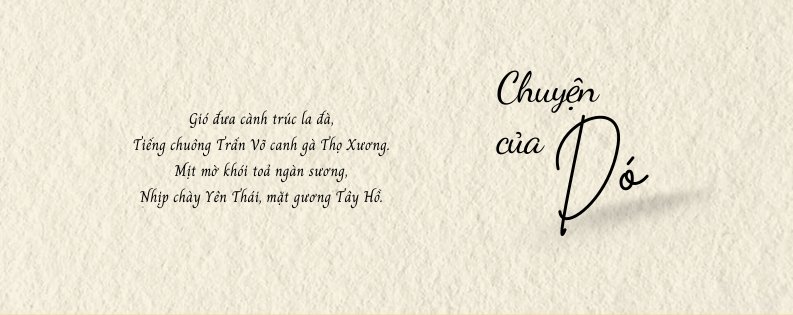 Gió đưa cành trúc la đà,
Tiếng chuông Trấn Võ canh gà Thọ Xương.
Mịt mờ khói toả ngàn sương,
Nhịp chày Yên Thái, mặt gương Tây Hồ.
Chuyện
của Dó